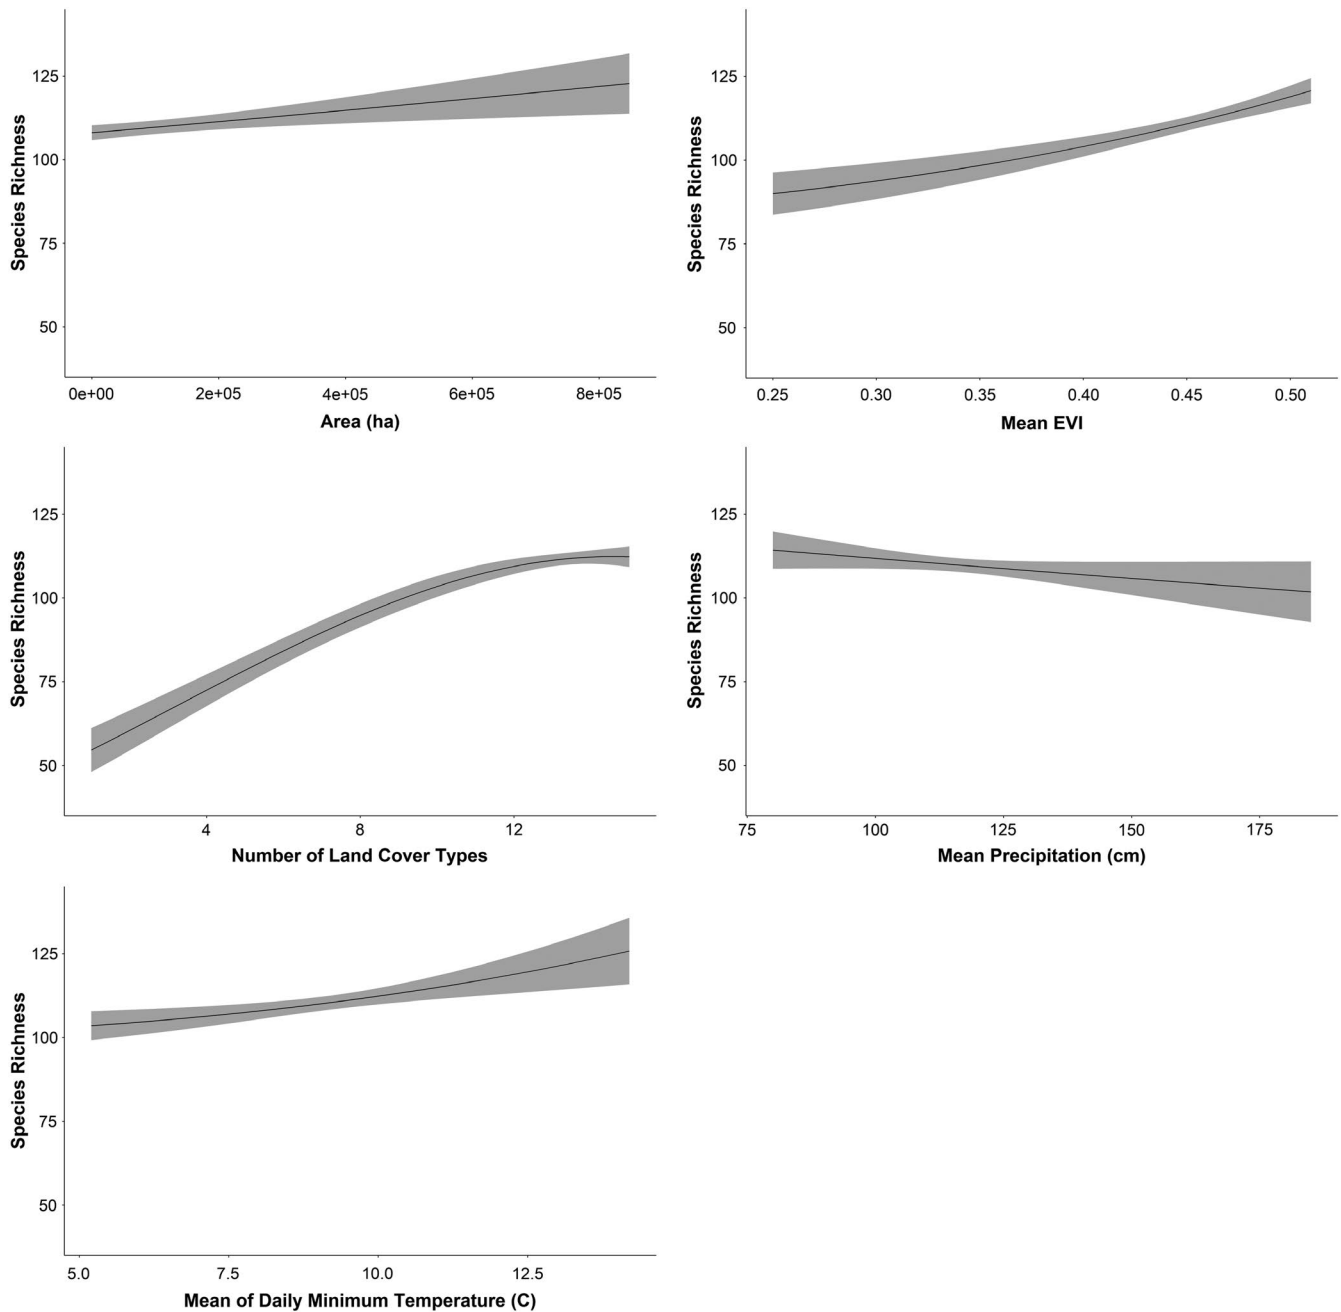 Species Richness
125
100
75
50
0e+00 2e+05 4e+05 6e+05 8e+05
Area (ha)
Species Richness
125
100
75
50
0.25 0.30 0.35 0.40 0.45 0.50
Mean EVI
Species Richness
125
100
75
50
4 8 12
Number of Land Cover Types
Species Richness
125
100
75
50
75 100 125 150 175
Mean Precipitation (cm)
Species Richness
125
100
75
50
5.0 7.5 10.0 12.5
Mean of Daily Minimum Temperature (C)